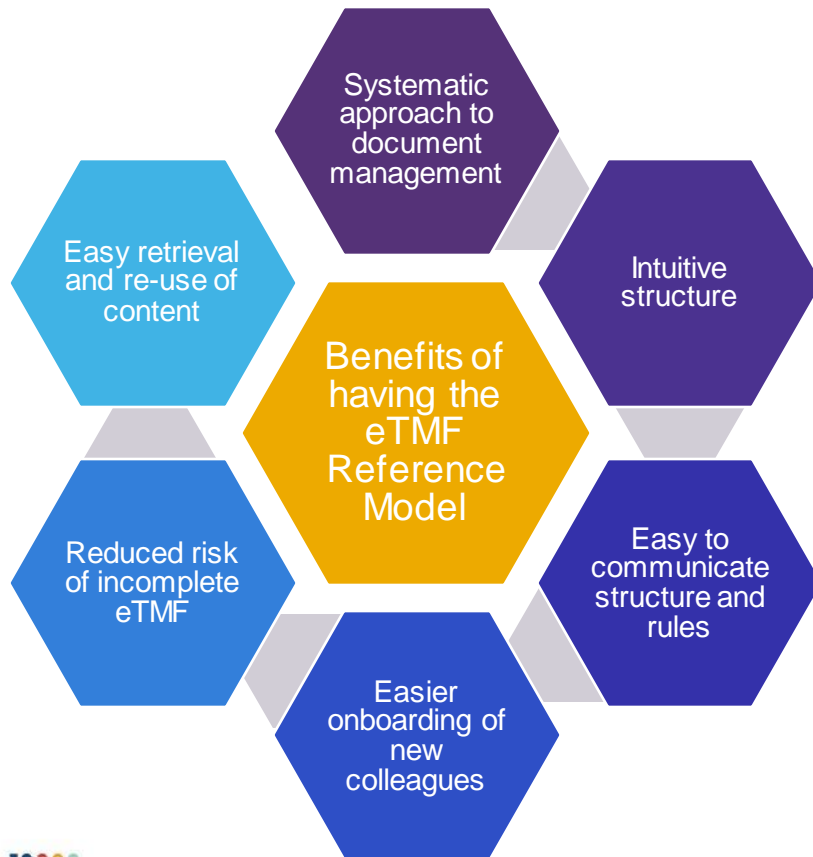 Systematic
approach to
document
management
Intuitive
structure
Easy to
communicate
structure and
rules
Easier
onboarding of
new
colleagues
Reduced risk
of incomplete
eTMF
Easy retrieval
and re-use of
content
Benefits of
having the
eTMF
Reference
Model